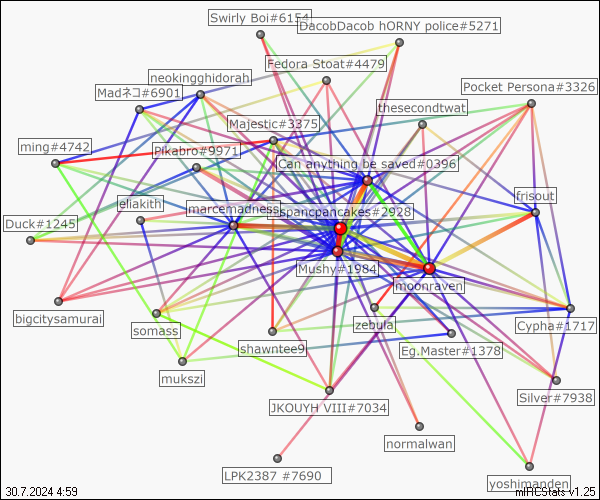 Swirly Boi#6154
DacobDacob hORNY police#5271
Fedora Stoat#4479
neokingghidorah
Pocket Persona#3326
Madネコ#6901
thesecondtwat
Majestic#3375
ming#4742
Pikabro#9971
Can anything be saved#0396
eliakith
frisout
marcemadness
spancpancakes#2928
Duck#1245
Mushy#1984
moonraven
bigcitysamurai
somass
zebula
Cypha#1717
shawntee9
Eg.Master#1378
mukszi
Silver#7938
JKOUYH VIII#7034
normalwan
LPK2387 #7690
yoshimanden
30.7.2024 4:59
mIRCStats v1.25